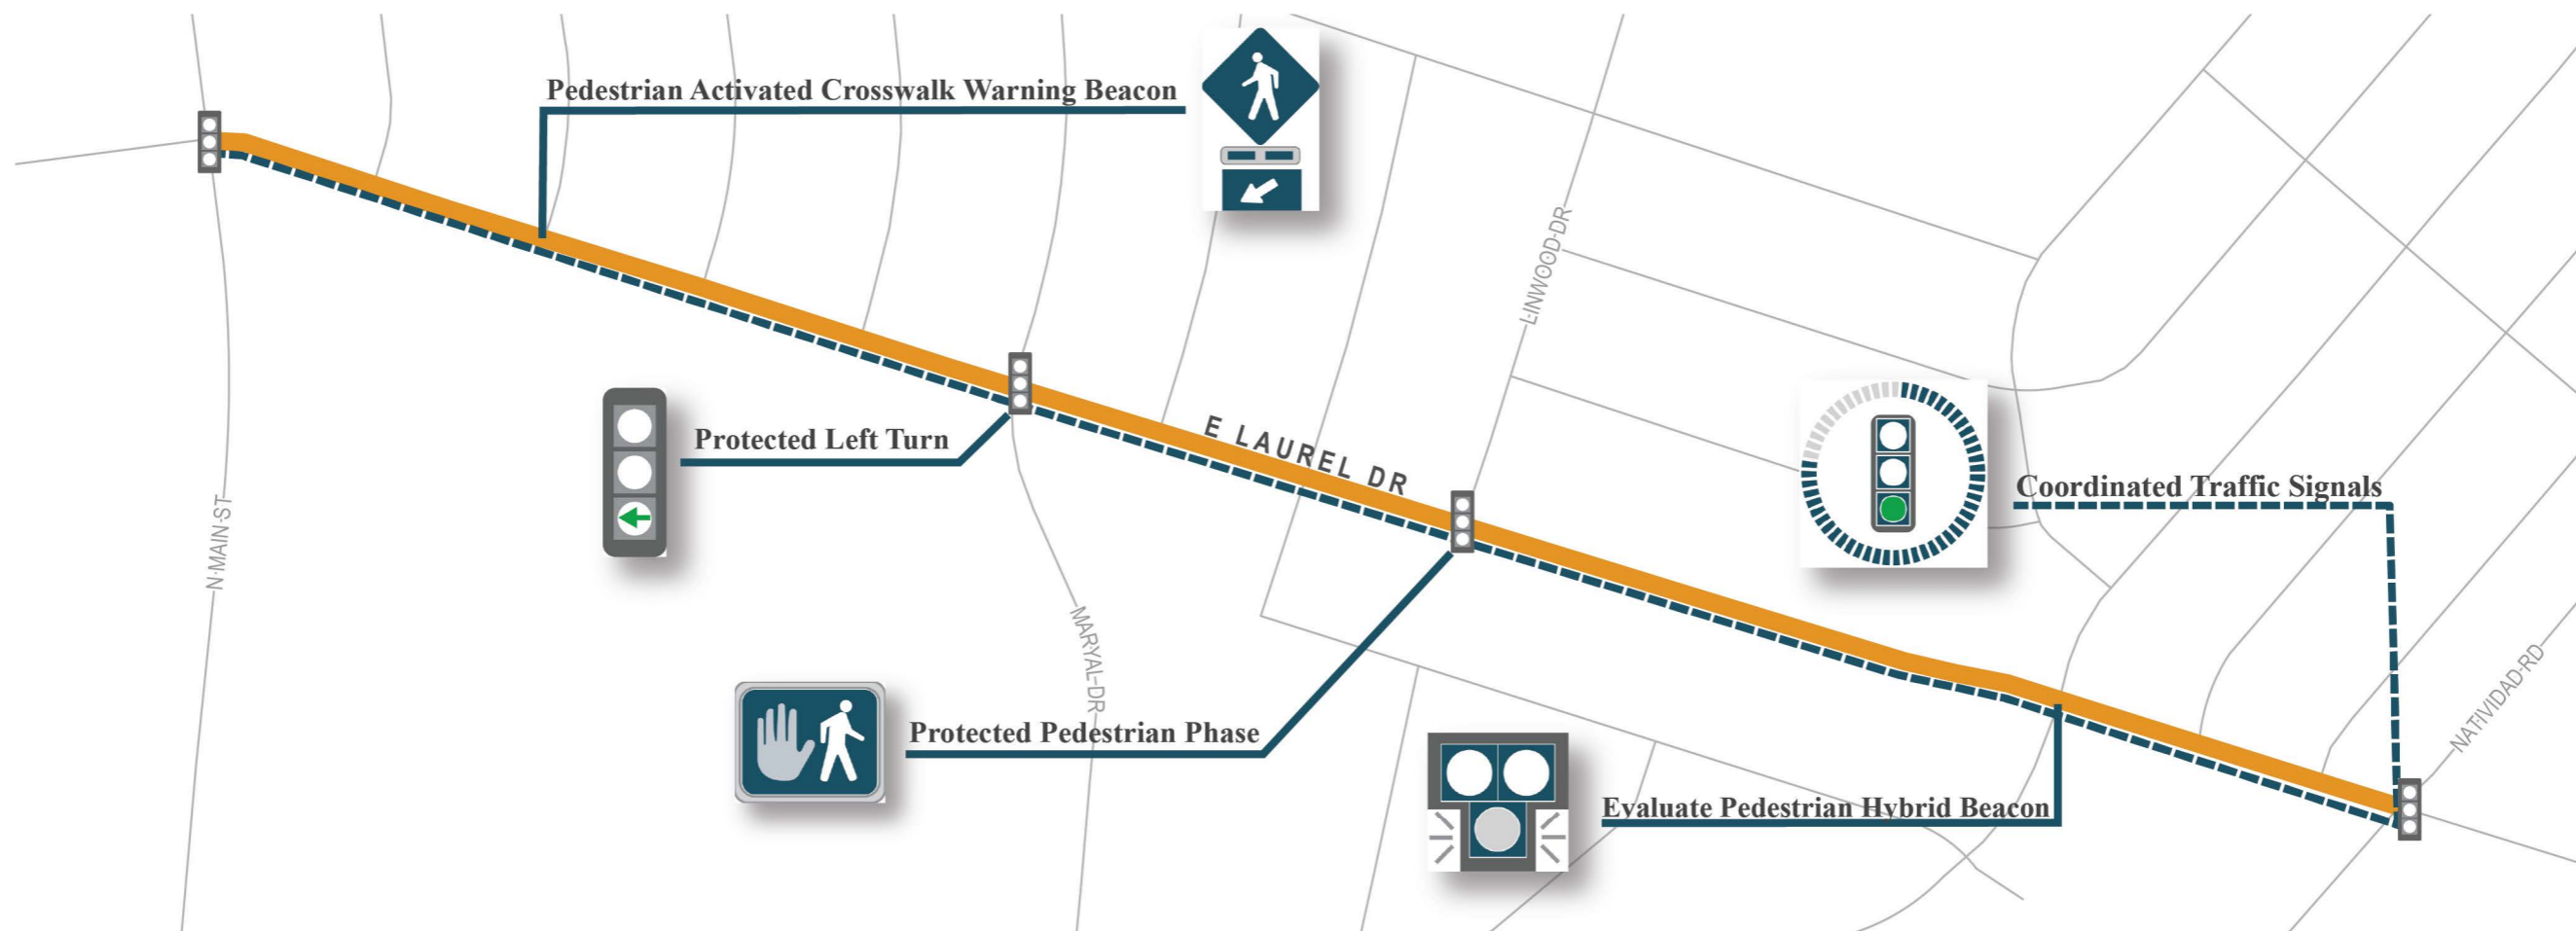 Pedestrian Activated Crosswalk Warning Beacon
LINWOOD DR
E LAUREL DR
Protected Left Turn
Coordinated Traffic Signals
N MAIN ST
MARYAL DR
NATIVIDAD RD
Protected Pedestrian Phase
Evaluate Pedestrian Hybrid Beacon